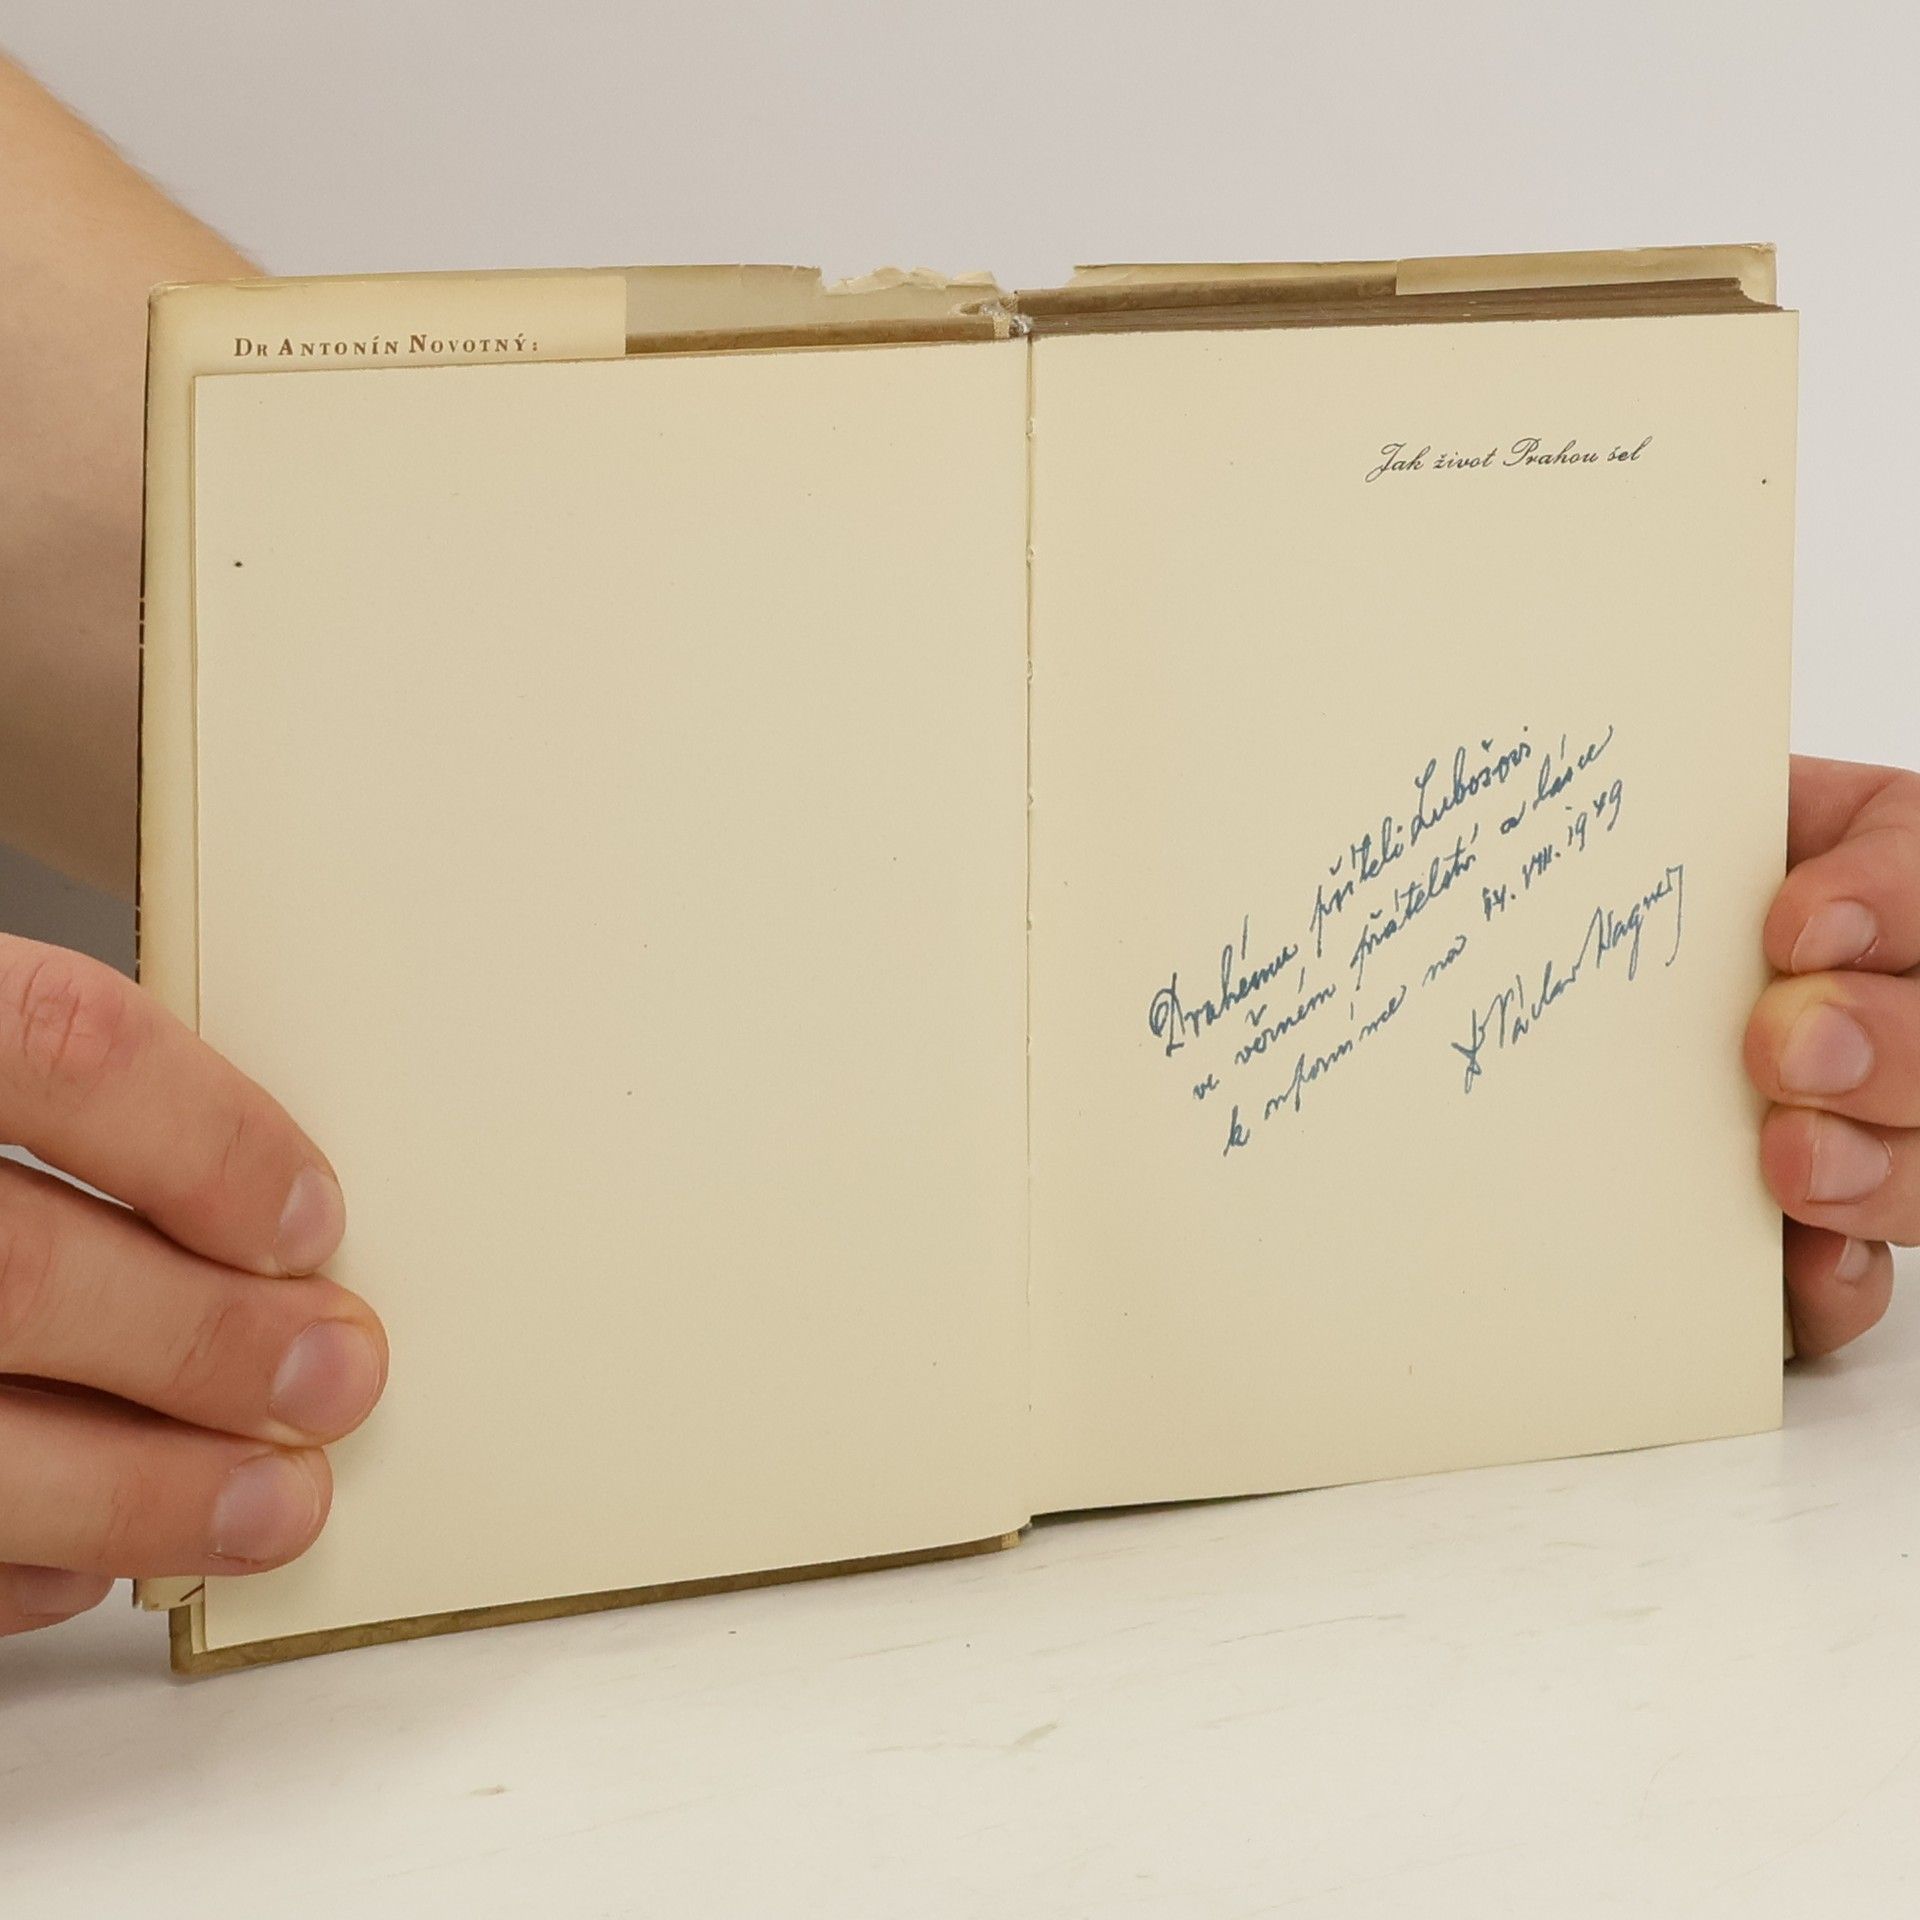 DR ANTONÍN NOVOTNÝ:
Jak život Prahou šel
Drahému příteli Lubošovi
ve věrném přátelství a lásce
k upomínce na 14. VIII. 1949
Dr Václav Wagner